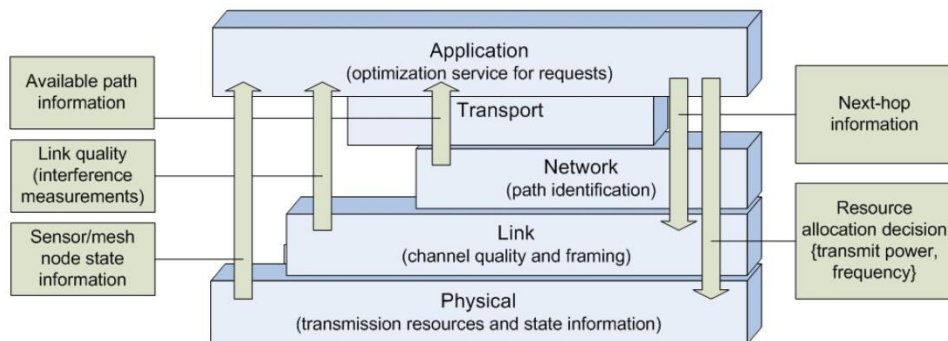 Application
(optimization service for requests)
Available path
information
Transport
Next-hop
information
Link quality
(interference
measurements)
Network
(path identification)
Sensor/mesh
node state
information
Link
(channel quality and framing)
Resource
allocation decision
{transmit power,
frequency}
Physical
(transmission resources and state information)